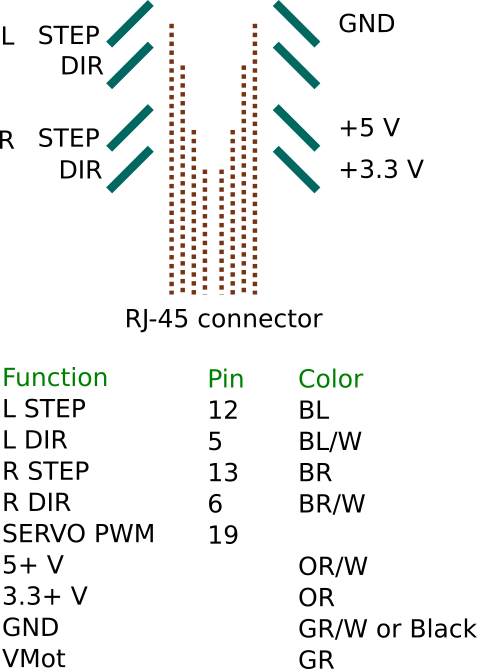 L STEP GND
DIR
R STEP +5 V
DIR +3.3 V
RJ-45 connector
Function Pin Color
L STEP 12 BL
L DIR 5 BL/W
R STEP 13 BR
R DIR 6 BR/W
SERVO PWM 19
5+ V OR/W
3.3+ V OR
GND GR/W or Black
VMot GR